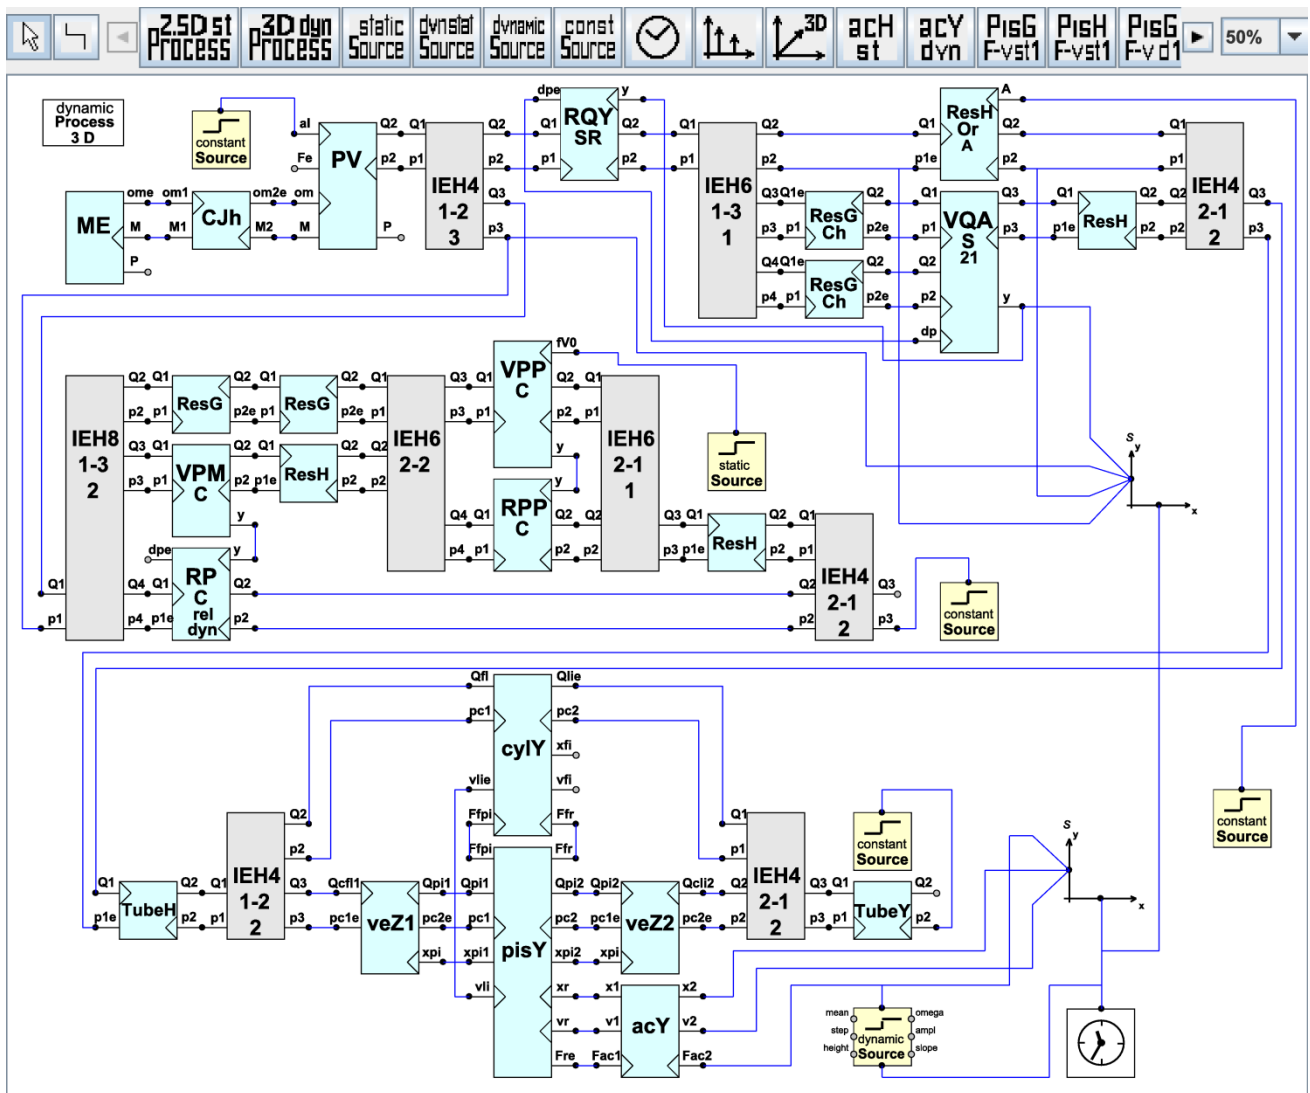 2.5D st 3D dyn static dynstat dynamic const 3D acH acY PisG PisH PisG 50%
Process Process Source Source Source Source st dyn F-vst1 F-vst1 F-v d1
dynamic
Process
3 D
constant
Source
aI
Fe
om
M
PV
Q2
p2
P
Q1
p1
IEH4
1-2
3
Q2
p2
Q3
p3
dpe
Q1
p1
RQY
SR
y
Q2
p2
Q1
p1
IEH6
1-3
1
Q2
p2
Q3
p3
Q4
p4
Q1e
p1
ResG
Ch
Q2
p2e
Q1e
p1
ResG
Ch
Q2
p2e
Q1
p1e
ResH
Or
A
A
Q2
p2
Q1
p1
Q2
p2
dp
VQA
S
21
Q3
p3
y
Q1
p1e
ResH
Q2
p2
Q1
p1
Q2
p2
IEH4
2-1
2
Q3
p3
ME
ome
M
P
om1
M1
CJh
om2e
M2
Q1
p1
IEH8
1-3
2
Q2
p2
Q3
p3
Q4
p4
Q1
p1
ResG
Q2
p2e
Q1
p1
ResG
Q2
p2e
Q1
p1
VPM
C
Q2
p2
y
Q1
p1e
ResH
Q2
p2
dpe
Q1
p1e
RP
C
rel
dyn
y
Q2
p2
Q1
p1
Q2
p2
IEH6
2-2
Q3
p3
Q4
p4
Q1
p1
VPP
C
fV0
Q2
p2
y
Q1
p1
RPP
C
y
Q2
p2
Q1
p1
Q2
p2
IEH6
2-1
1
Q3
p3
static
Source
Q1
p1e
ResH
Q2
p2
Q1
p1
Q2
p2
IEH4
2-1
2
Q3
p3
constant
Source
S
y
x
Qfl
pc1
vlie
Ffpi
cylY
Qlie
pc2
xfi
vfi
Ffr
Q1
p1e
TubeH
Q2
p2
Q1
p1
IEH4
1-2
2
Q2
p2
Q3
p3
Qcfl1
pc1e
veZ1
Qpi1
pc2e
xpi
Ffpi
Qpi1
pc1
xpi1
vli
pisY
Ffr
Qpi2
pc2
xpi2
xr
vr
Fre
Qpi2
pc1e
xpi
veZ2
Qcli2
pc2e
x1
v1
Fac1
acY
x2
v2
Fac2
Q1
p1
Q2
p2
IEH4
2-1
2
Q3
p3
constant
Source
Q1
p1
TubeY
Q2
p2
S
y
x
constant
Source
mean
step
height
dynamic
Source
omega
ampl
slope